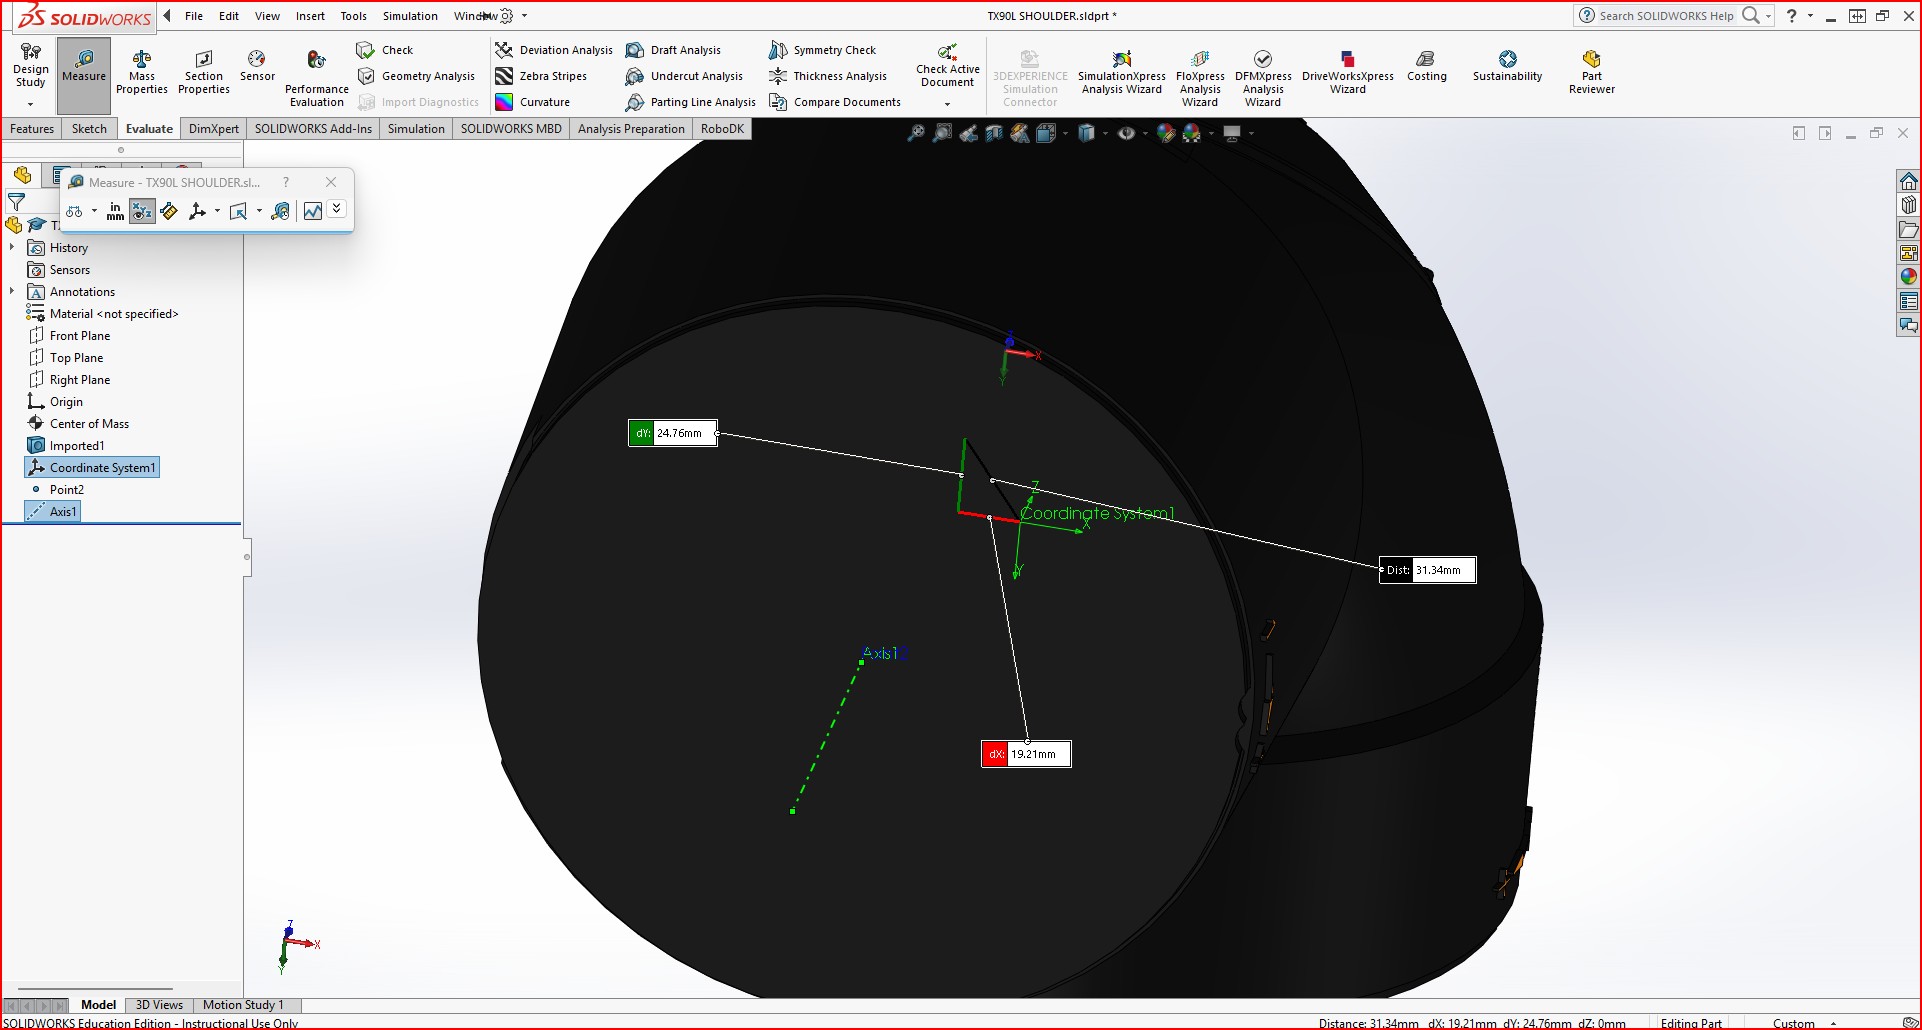 SOLIDWORKS File Edit View Insert Tools Simulation Window TX90L SHOULDER.sldprt * Search SOLIDWORKS Help ?
Design Study
Measure
Mass Properties
Section Properties
Sensor
Performance Evaluation
Check
Geometry Analysis
Import Diagnostics
Deviation Analysis
Zebra Stripes
Curvature
Draft Analysis
Undercut Analysis
Parting Line Analysis
Symmetry Check
Thickness Analysis
Compare Documents
Check Active Document
3DEXPERIENCE Simulation Connector
SimulationXpress Analysis Wizard
FloXpress Analysis Wizard
DFMXpress Analysis Wizard
DriveWorksXpress Wizard
Costing
Sustainability
Part Reviewer
Features Sketch Evaluate DimXpert SOLIDWORKS Add-Ins Simulation SOLIDWORKS MBD Analysis Preparation RoboDK
Measure - TX90L SHOULDER.sl... ?
in
mm
History
Sensors
Annotations
Material <not specified>
Front Plane
Top Plane
Right Plane
Origin
Center of Mass
Imported1
Coordinate System1
Point2
Axis1
Z
X
Y
dY: 24.76mm
Z
Coordinate System1
X
Y
Dist: 31.34mm
Axis1
dX: 19.21mm
Z
X
Y
Model 3D Views Motion Study 1
SOLIDWORKS Education Edition - Instructional Use Only Distance: 31.34mm dX: 19.21mm dY: 24.76mm dZ: 0mm Editing Part Custom